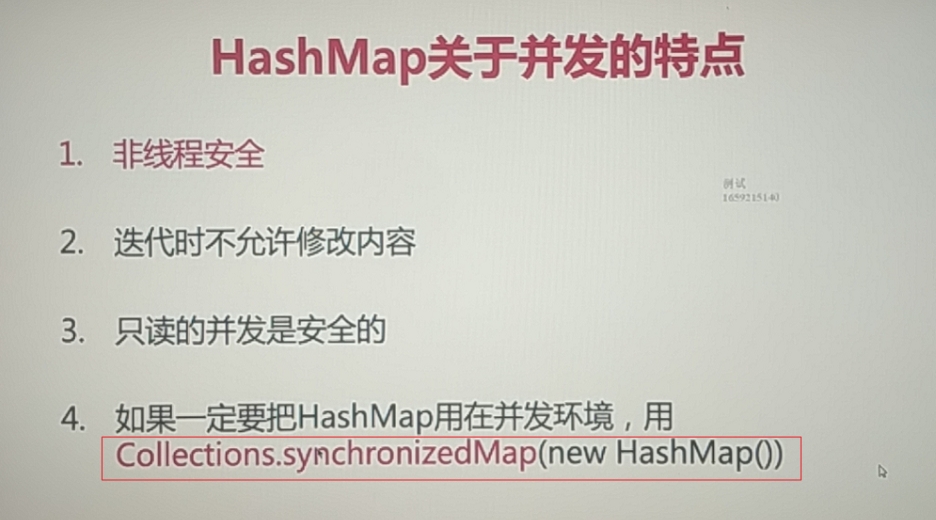 HashMap关于并发的特点
1. 非线程安全
测试
1659215140
2. 迭代时不允许修改内容
3. 只读的并发是安全的
4. 如果一定要把HashMap用在并发环境，用
Collections.synchronizedMap(new HashMap())